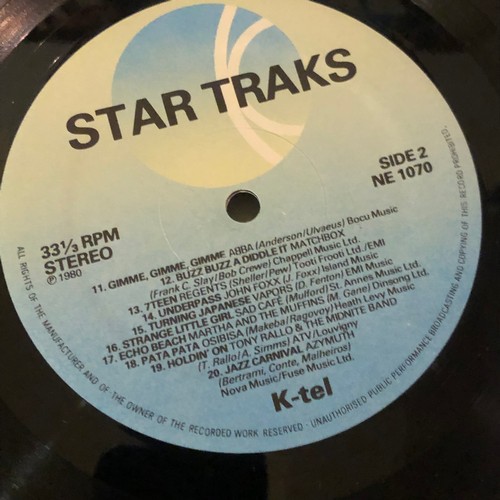 STAR TRAKS
SIDE 2
NE 1070
33⅓ RPM
STEREO
℗ 1980
11. GIMME, GIMME, GIMME ABBA (Anderson/Ulvaeus) Bocu Music
12. BUZZ BUZZ A DIDDLE IT MATCHBOX
(Frank C. Slay/Bob Crewe) Chappell Music Ltd.
13. 7TEEN REGENTS (Sheller/Pew) Tooti Frooti Ltd./EMI
14. UNDERPASS JOHN FOXX (J. Foxx) Island Music
15. TURNING JAPANESE VAPORS (D. Fenton) EMI Music
16. STRANGE LITTLE GIRL SAD CAFÉ (Mulford) St. Annes Music Ltd.
17. ECHO BEACH MARTHA AND THE MUFFINS (M. Gane) Dinsong Ltd.
18. PATA PATA OSIBISA (Makeba/Ragovoy) Heath Levy Music
19. HOLDIN' ON TONY RALLO & THE MIDNITE BAND
(T. Rallo/A. Simms) ATV/Louvigny
20. JAZZ CARNIVAL AZYMUTH
(Bertrami, Conte, Malheiros)
Nova Music/Fuse Music Ltd.
K-tel
ALL RIGHTS OF THE MANUFACTURER AND OF THE OWNER OF THE RECORDED WORK RESERVED · UNAUTHORISED PUBLIC PERFORMANCE BROADCASTING AND COPYING OF THIS RECORD PROHIBITED.